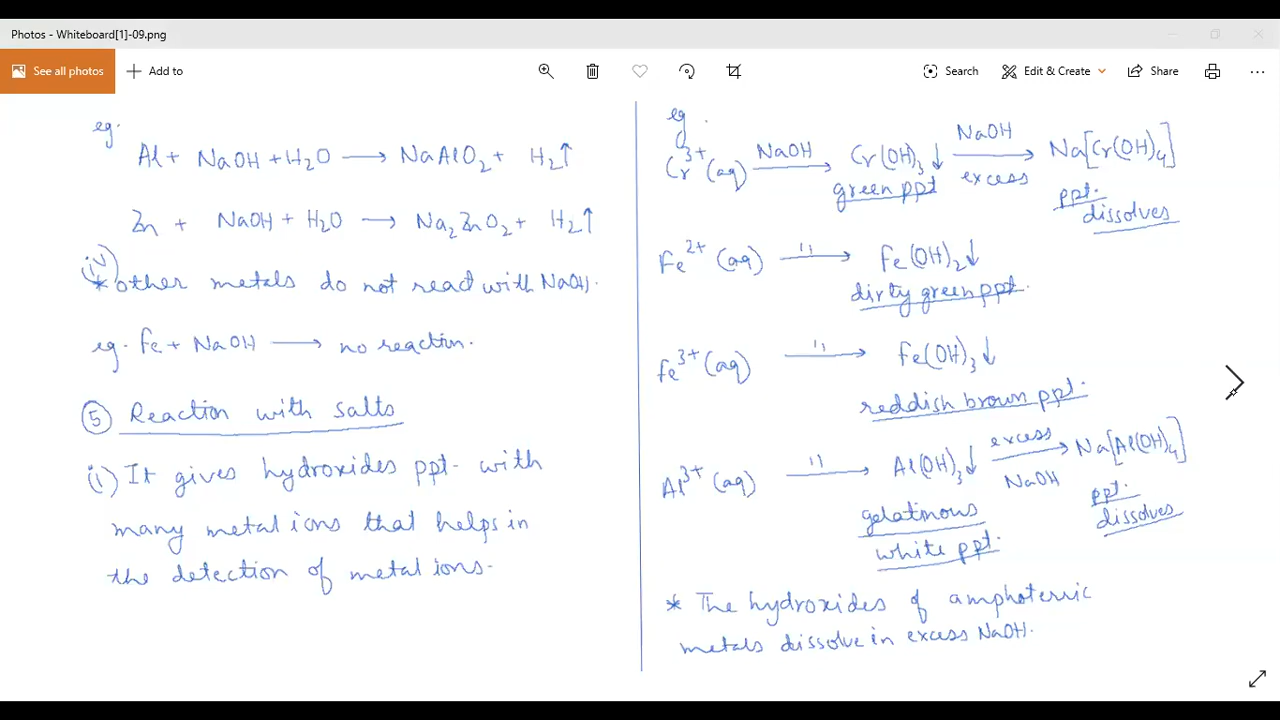 Photos - Whiteboard[1]-09.png
See all photos
Add to
Search
Edit & Create
Share
eg.
Al + NaOH + H₂O ⟶ NaAlO₂ + H₂↑
Zn + NaOH + H₂O ⟶ Na₂ZnO₂ + H₂↑
(iv)
* other metals do not react with NaOH.
eg. Fe + NaOH ⟶ no reaction.
⑤ Reaction with salts
(i) It gives hydroxides ppt. with
many metal ions that helps in
the detection of metal ions.
eg.
Cr³⁺(aq) NaOH ⟶ Cr(OH)₃↓ NaOH excess ⟶ Na[Cr(OH)₄]
green ppt
ppt.
dissolves
Fe²⁺(aq) " ⟶ Fe(OH)₂↓
dirty green ppt.
Fe³⁺(aq) " ⟶ Fe(OH)₃↓
reddish brown ppt.
Al³⁺(aq) " ⟶ Al(OH)₃↓ excess NaOH ⟶ Na[Al(OH)₄]
gelatinous
white ppt.
ppt.
dissolves
* The hydroxides of amphoterric
metals dissolve in excess NaOH.